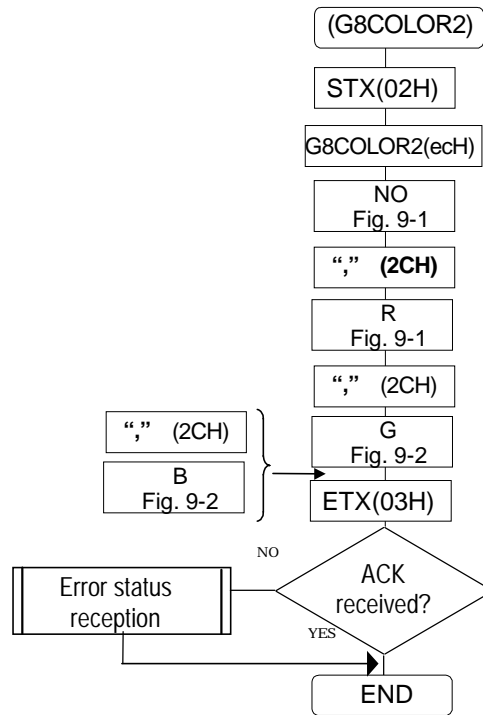 (G8COLOR2)
STX(02H)
G8COLOR2(ecH)
NO
Fig. 9-1
“,” (2CH)
R
Fig. 9-1
“,” (2CH)
G
Fig. 9-2
“,” (2CH)
B
Fig. 9-2
ETX(03H)
NO
ACK
received?
Error status
reception
YES
END